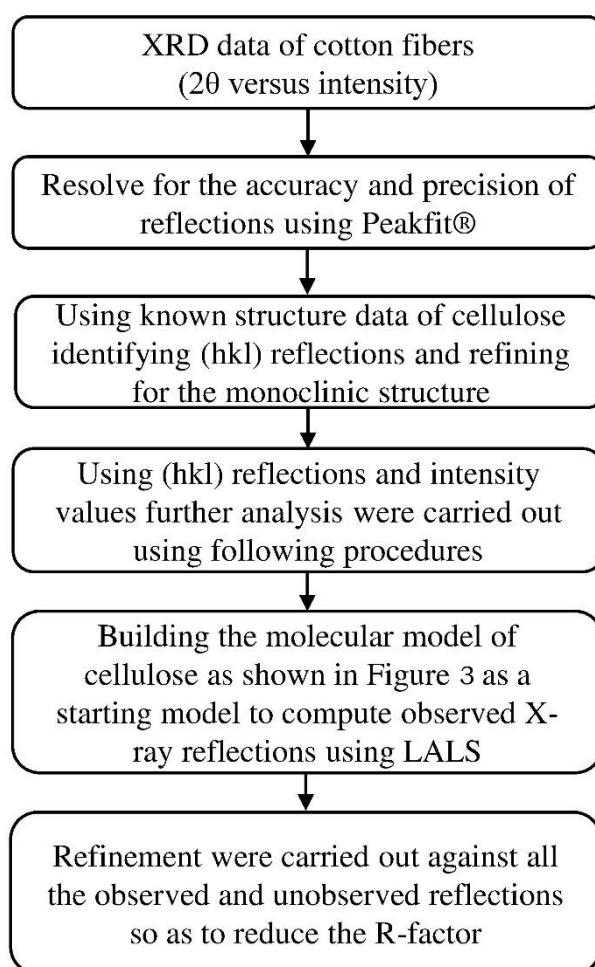 XRD data of cotton fibers
(2θ versus intensity)
Resolve for the accuracy and precision of
reflections using Peakfit®
Using known structure data of cellulose
identifying (hkl) reflections and refining
for the monoclinic structure
Using (hkl) reflections and intensity
values further analysis were carried out
using following procedures
Building the molecular model of
cellulose as shown in Figure 3 as a
starting model to compute observed X-
ray reflections using LALS
Refinement were carried out against all
the observed and unobserved reflections
so as to reduce the R-factor